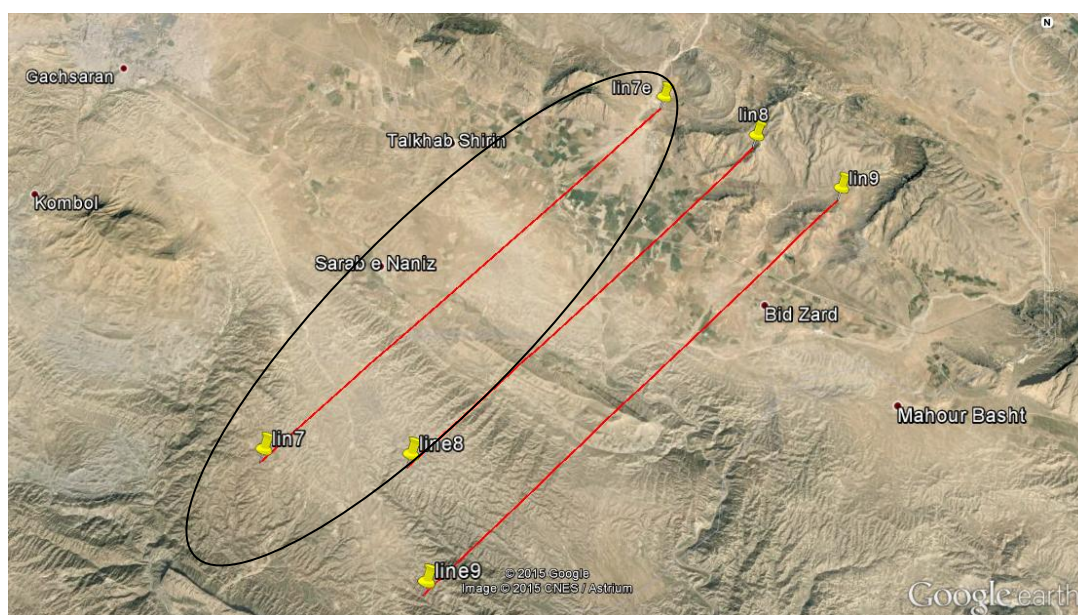 N
Gachsaran
lin7e
lin8
Talkhab Shirin
lin9
Kombol
Sarab e Naniz
Bid Zard
Mahour Basht
lin7
line8
line9
© 2015 Google
Image © 2015 CNES / Astrium
Google earth